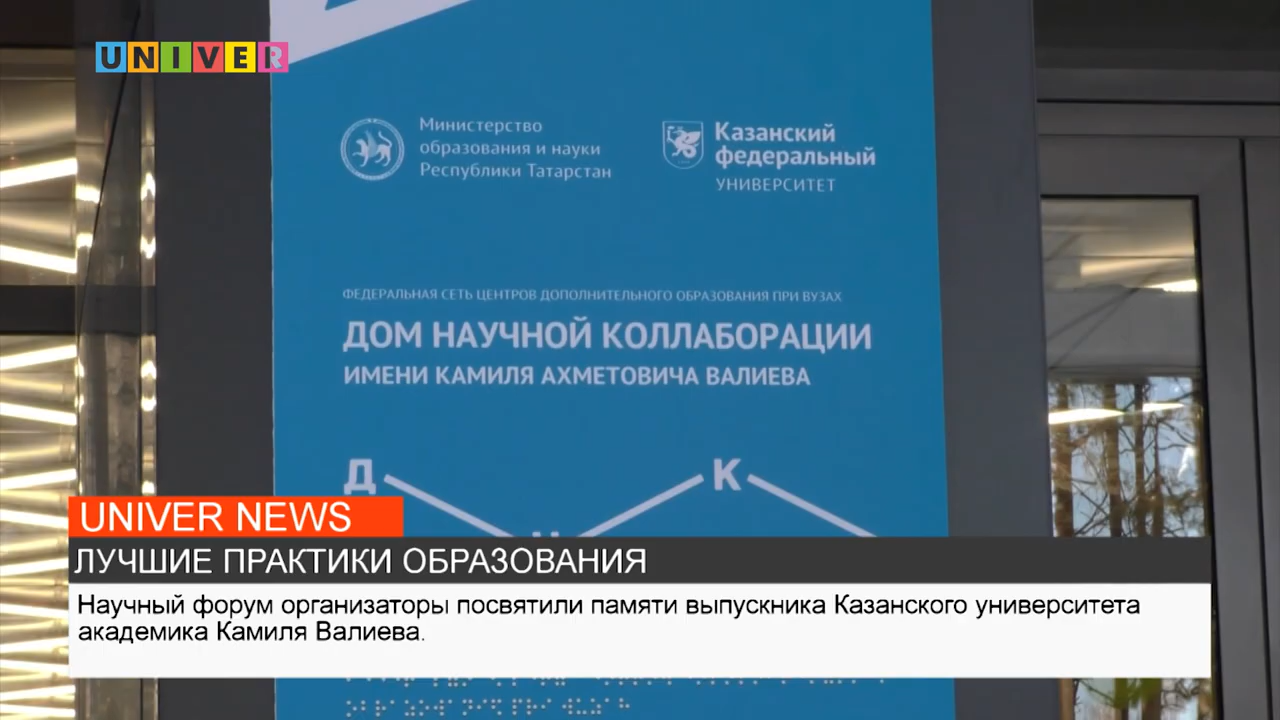 UNIVER
Министерство
образования и науки
Республики Татарстан
Казанский
федеральный
УНИВЕРСИТЕТ
ФЕДЕРАЛЬНАЯ СЕТЬ ЦЕНТРОВ ДОПОЛНИТЕЛЬНОГО ОБРАЗОВАНИЯ ПРИ ВУЗАХ
ДОМ НАУЧНОЙ КОЛЛАБОРАЦИИ
ИМЕНИ КАМИЛЯ АХМЕТОВИЧА ВАЛИЕВА
Д К
UNIVER NEWS
ЛУЧШИЕ ПРАКТИКИ ОБРАЗОВАНИЯ
Научный форум организаторы посвятили памяти выпускника Казанского университета
академика Камиля Валиева.